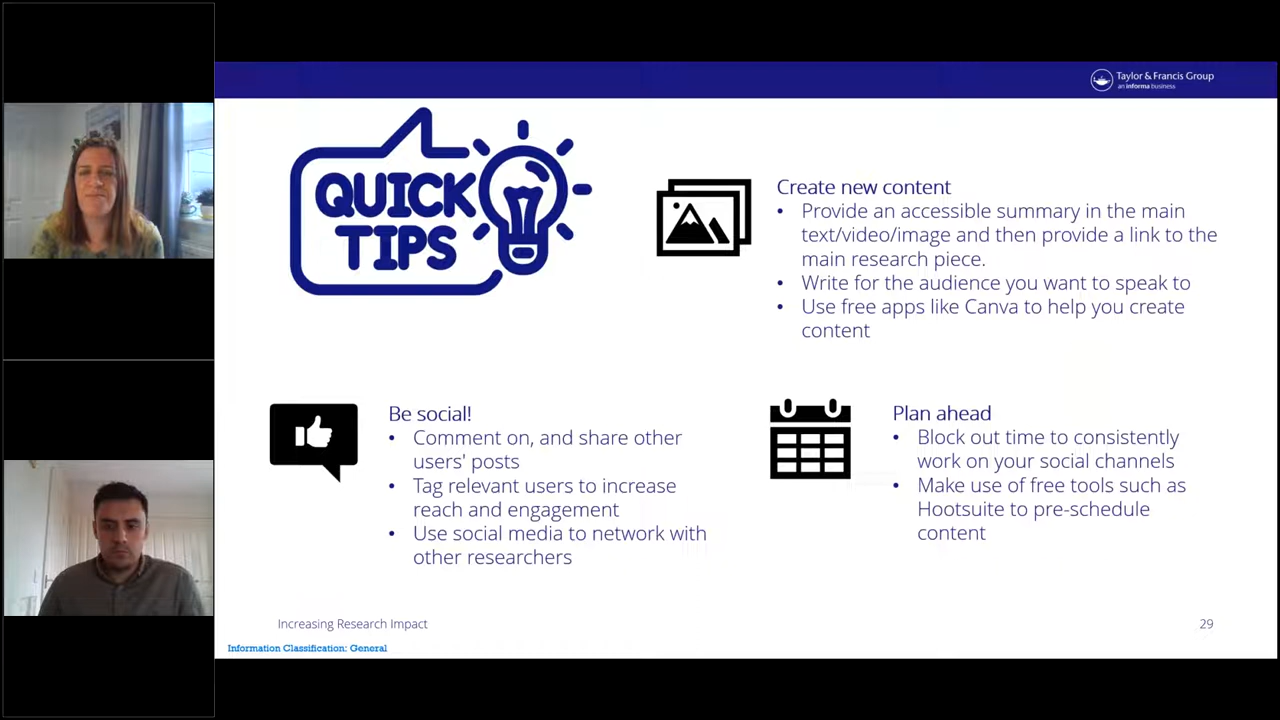 Taylor & Francis Group
an informa business
QUICK
TIPS
Create new content
• Provide an accessible summary in the main
text/video/image and then provide a link to the
main research piece.
• Write for the audience you want to speak to
• Use free apps like Canva to help you create
content
Be social!
• Comment on, and share other
users' posts
• Tag relevant users to increase
reach and engagement
• Use social media to network with
other researchers
Plan ahead
• Block out time to consistently
work on your social channels
• Make use of free tools such as
Hootsuite to pre-schedule
content
Increasing Research Impact
29
Information Classification: General